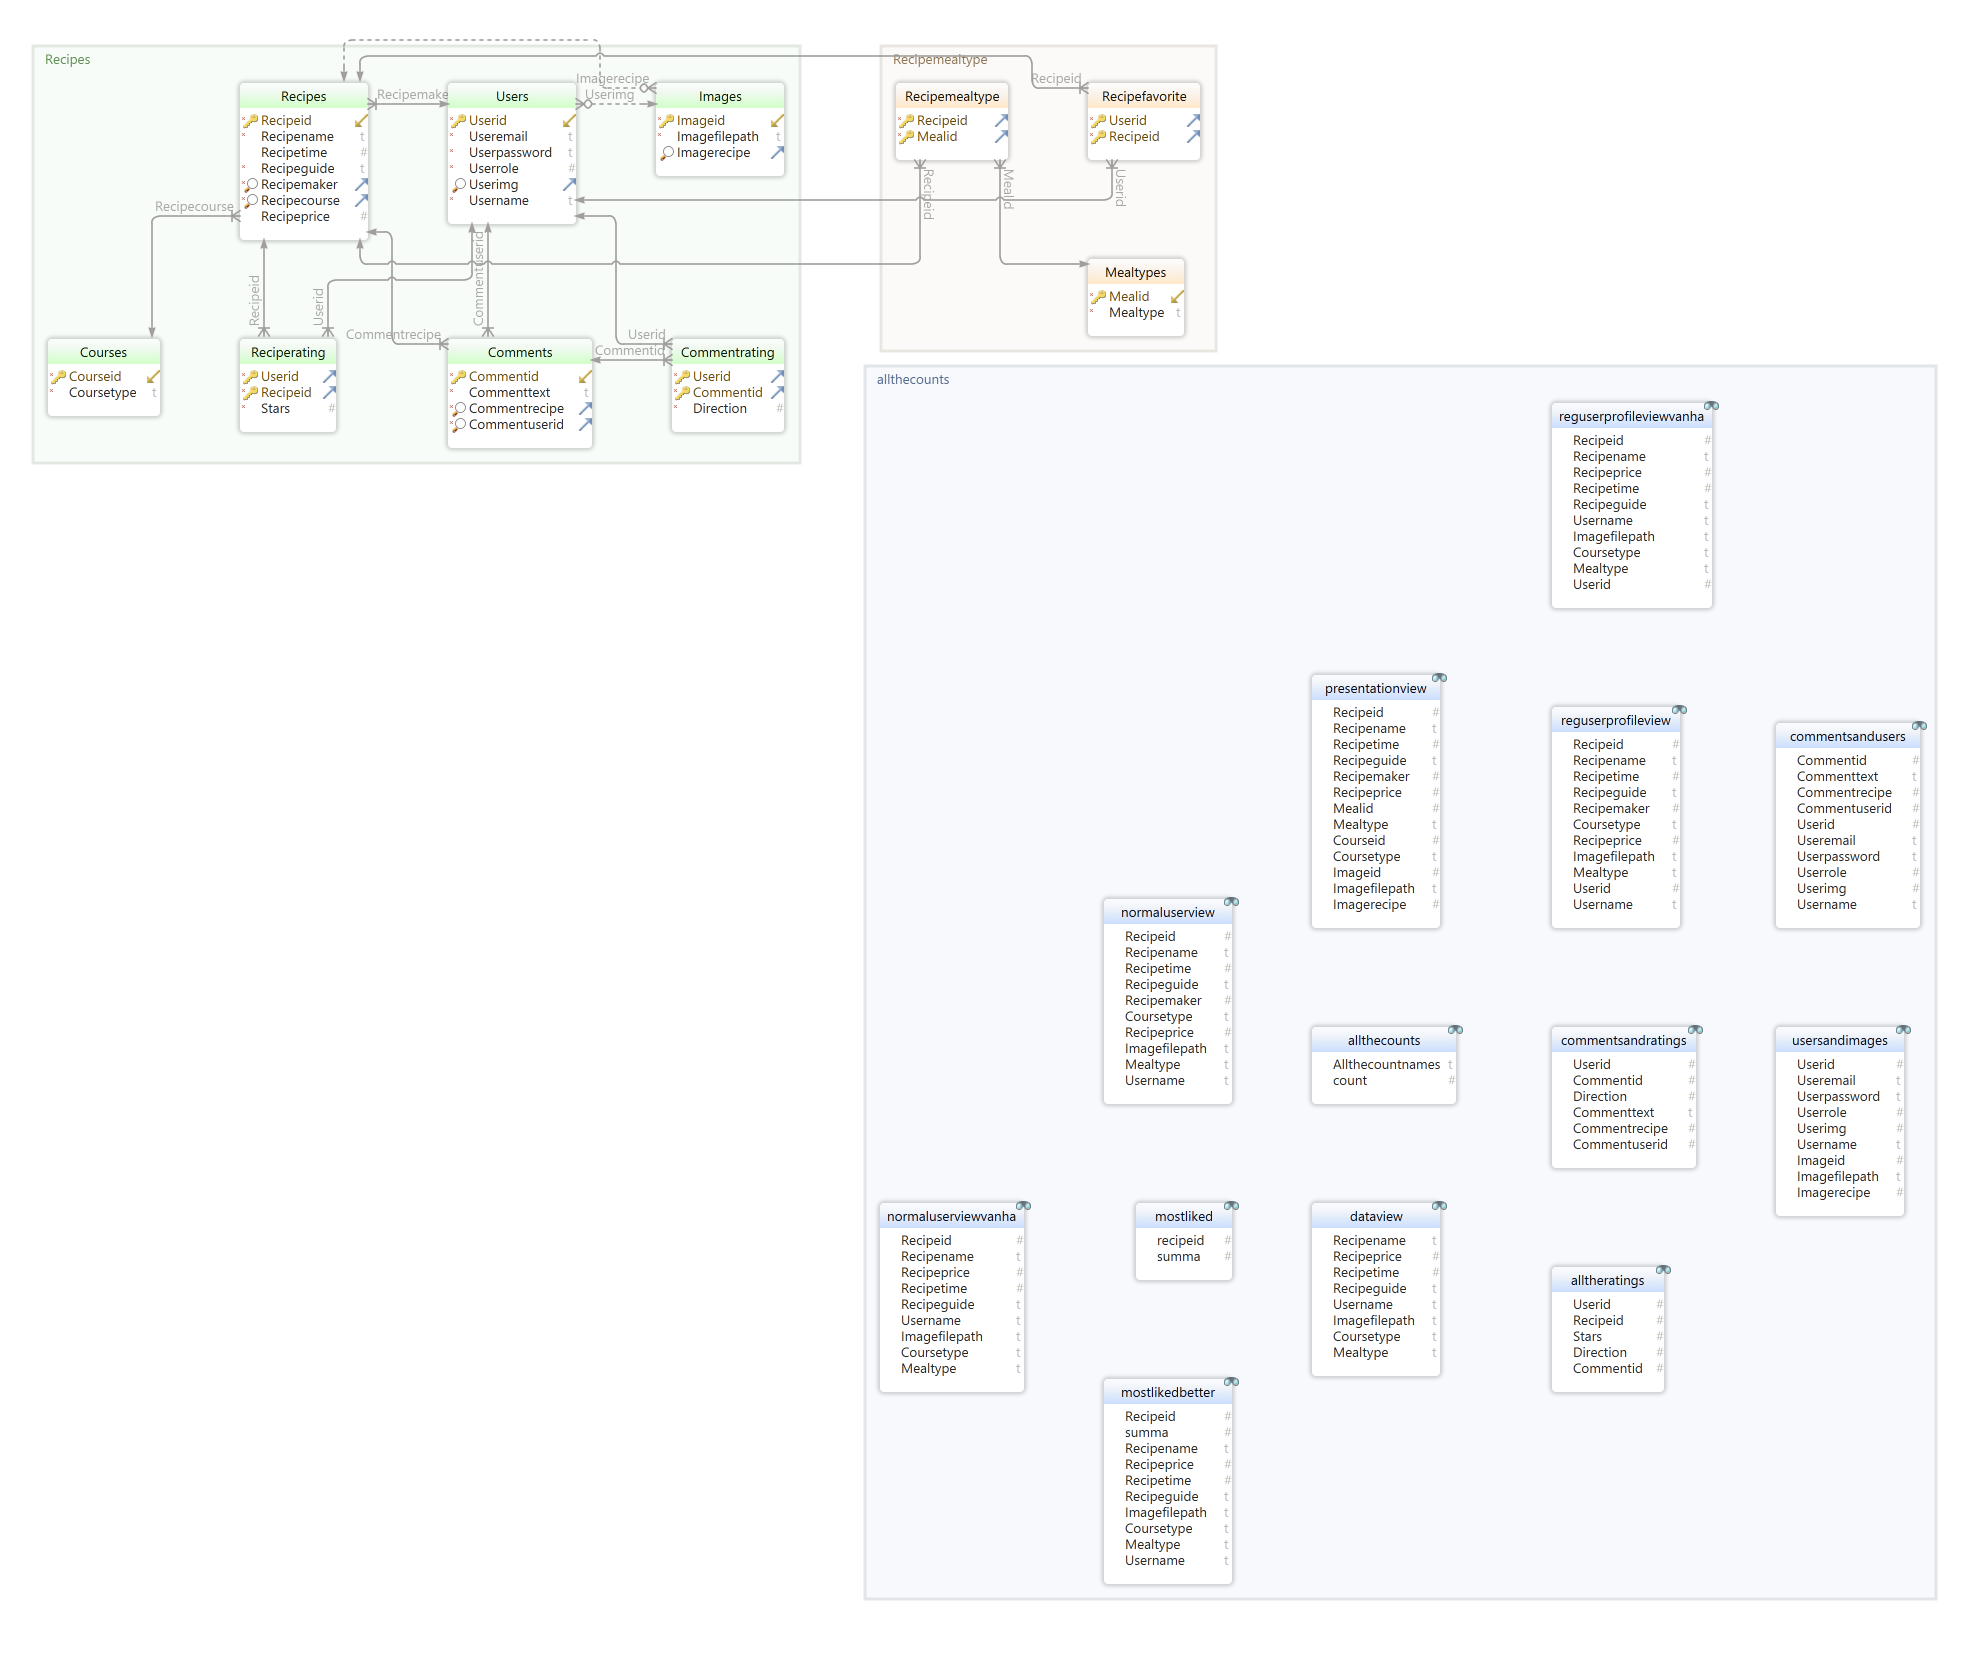 Recipes
Recipes
Recipeid
Recipename t
Recipetime #
Recipeguide t
Recipemaker
Recipecourse
Recipeprice #
Recipemake
Users
Userid
Useremail t
Userpassword t
Userrole #
Userimg
Username t
Imagerecipe
Userimg
Images
Imageid
Imagefilepath t
Imagerecipe
Recipecourse
Recipeid
Userid
Commentrecipe
Commentuserid
Userid
Commentid
Courses
Courseid
Coursetype t
Reciperating
Userid
Recipeid
Stars #
Comments
Commentid
Commenttext t
Commentrecipe
Commentuserid
Commentrating
Userid
Commentid
Direction #
Recipemealtype
Recipemealtype
Recipeid
Mealid
Recipeid
Recipefavorite
Userid
Recipeid
Recipeid
Mealid
Userid
Mealtypes
Mealid
Mealtype t
allthecounts
reguserprofileviewvanha
Recipeid #
Recipename t
Recipeprice #
Recipetime #
Recipeguide t
Username t
Imagefilepath t
Coursetype t
Mealtype t
Userid #
presentationview
Recipeid #
Recipename t
Recipetime #
Recipeguide t
Recipemaker #
Recipeprice #
Mealid #
Mealtype t
Courseid #
Coursetype t
Imageid #
Imagefilepath t
Imagerecipe #
reguserprofileview
Recipeid #
Recipename t
Recipetime #
Recipeguide t
Recipemaker #
Coursetype t
Recipeprice #
Imagefilepath t
Mealtype t
Userid #
Username t
commentsandusers
Commentid #
Commenttext t
Commentrecipe #
Commentuserid #
Userid #
Useremail t
Userpassword t
Userrole #
Userimg #
Username t
normaluserview
Recipeid #
Recipename t
Recipetime #
Recipeguide t
Recipemaker #
Coursetype t
Recipeprice #
Imagefilepath t
Mealtype t
Username t
allthecounts
Allthecountnames t
count #
commentsandratings
Userid #
Commentid #
Direction #
Commenttext t
Commentrecipe #
Commentuserid #
usersandimages
Userid #
Useremail t
Userpassword t
Userrole #
Userimg #
Username t
Imageid #
Imagefilepath t
Imagerecipe #
normaluserviewvanha
Recipeid #
Recipename t
Recipeprice #
Recipetime #
Recipeguide t
Username t
Imagefilepath t
Coursetype t
Mealtype t
mostliked
recipeid #
summa #
dataview
Recipename t
Recipeprice #
Recipetime #
Recipeguide t
Username t
Imagefilepath t
Coursetype t
Mealtype t
alltheratings
Userid #
Recipeid #
Stars #
Direction #
Commentid #
mostlikedbetter
Recipeid #
summa #
Recipename t
Recipeprice #
Recipetime #
Recipeguide t
Imagefilepath t
Coursetype t
Mealtype t
Username t